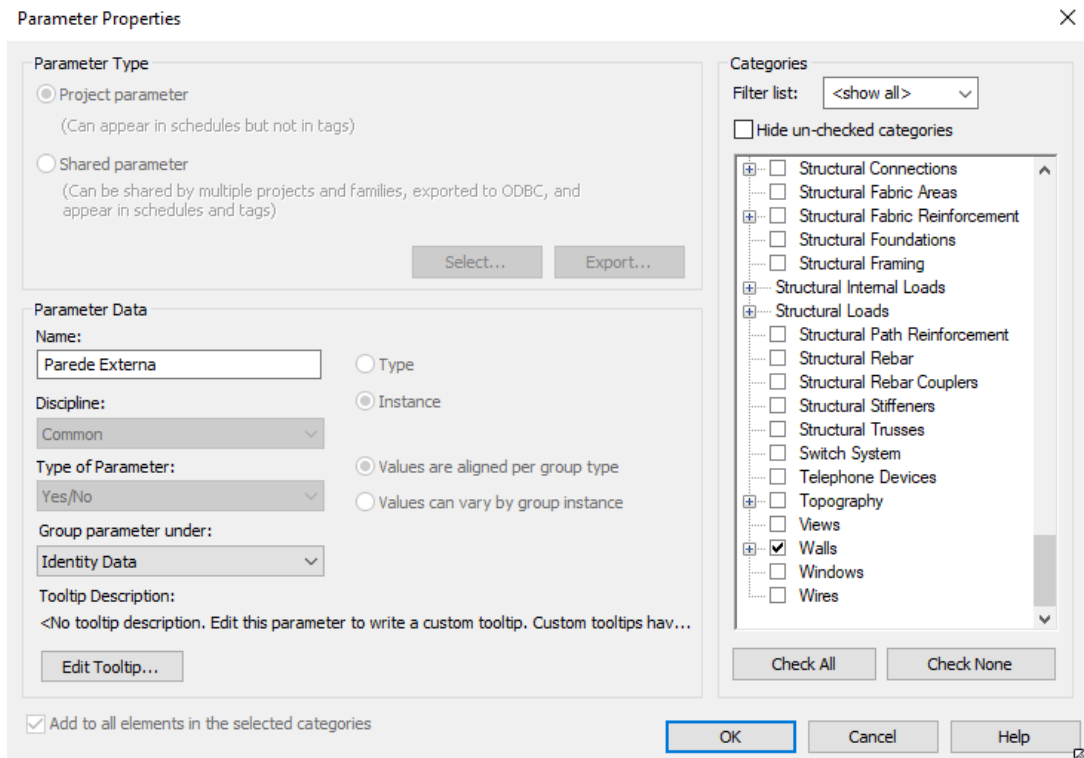 Parameter Properties
Parameter Type
Project parameter
(Can appear in schedules but not in tags)
Shared parameter
(Can be shared by multiple projects and families, exported to ODBC, and
appear in schedules and tags)
Select...
Export...
Parameter Data
Name:
Parede Externa
Type
Discipline:
Instance
Common
Type of Parameter:
Values are aligned per group type
Yes/No
Values can vary by group instance
Group parameter under:
Identity Data
Tooltip Description:
<No tooltip description. Edit this parameter to write a custom tooltip. Custom tooltips hav...
Edit Tooltip...
Add to all elements in the selected categories
Categories
Filter list:
<show all>
Hide un-checked categories
Structural Connections
Structural Fabric Areas
Structural Fabric Reinforcement
Structural Foundations
Structural Framing
Structural Internal Loads
Structural Loads
Structural Path Reinforcement
Structural Rebar
Structural Rebar Couplers
Structural Stiffeners
Structural Trusses
Switch System
Telephone Devices
Topography
Views
Walls
Windows
Wires
Check All
Check None
OK
Cancel
Help